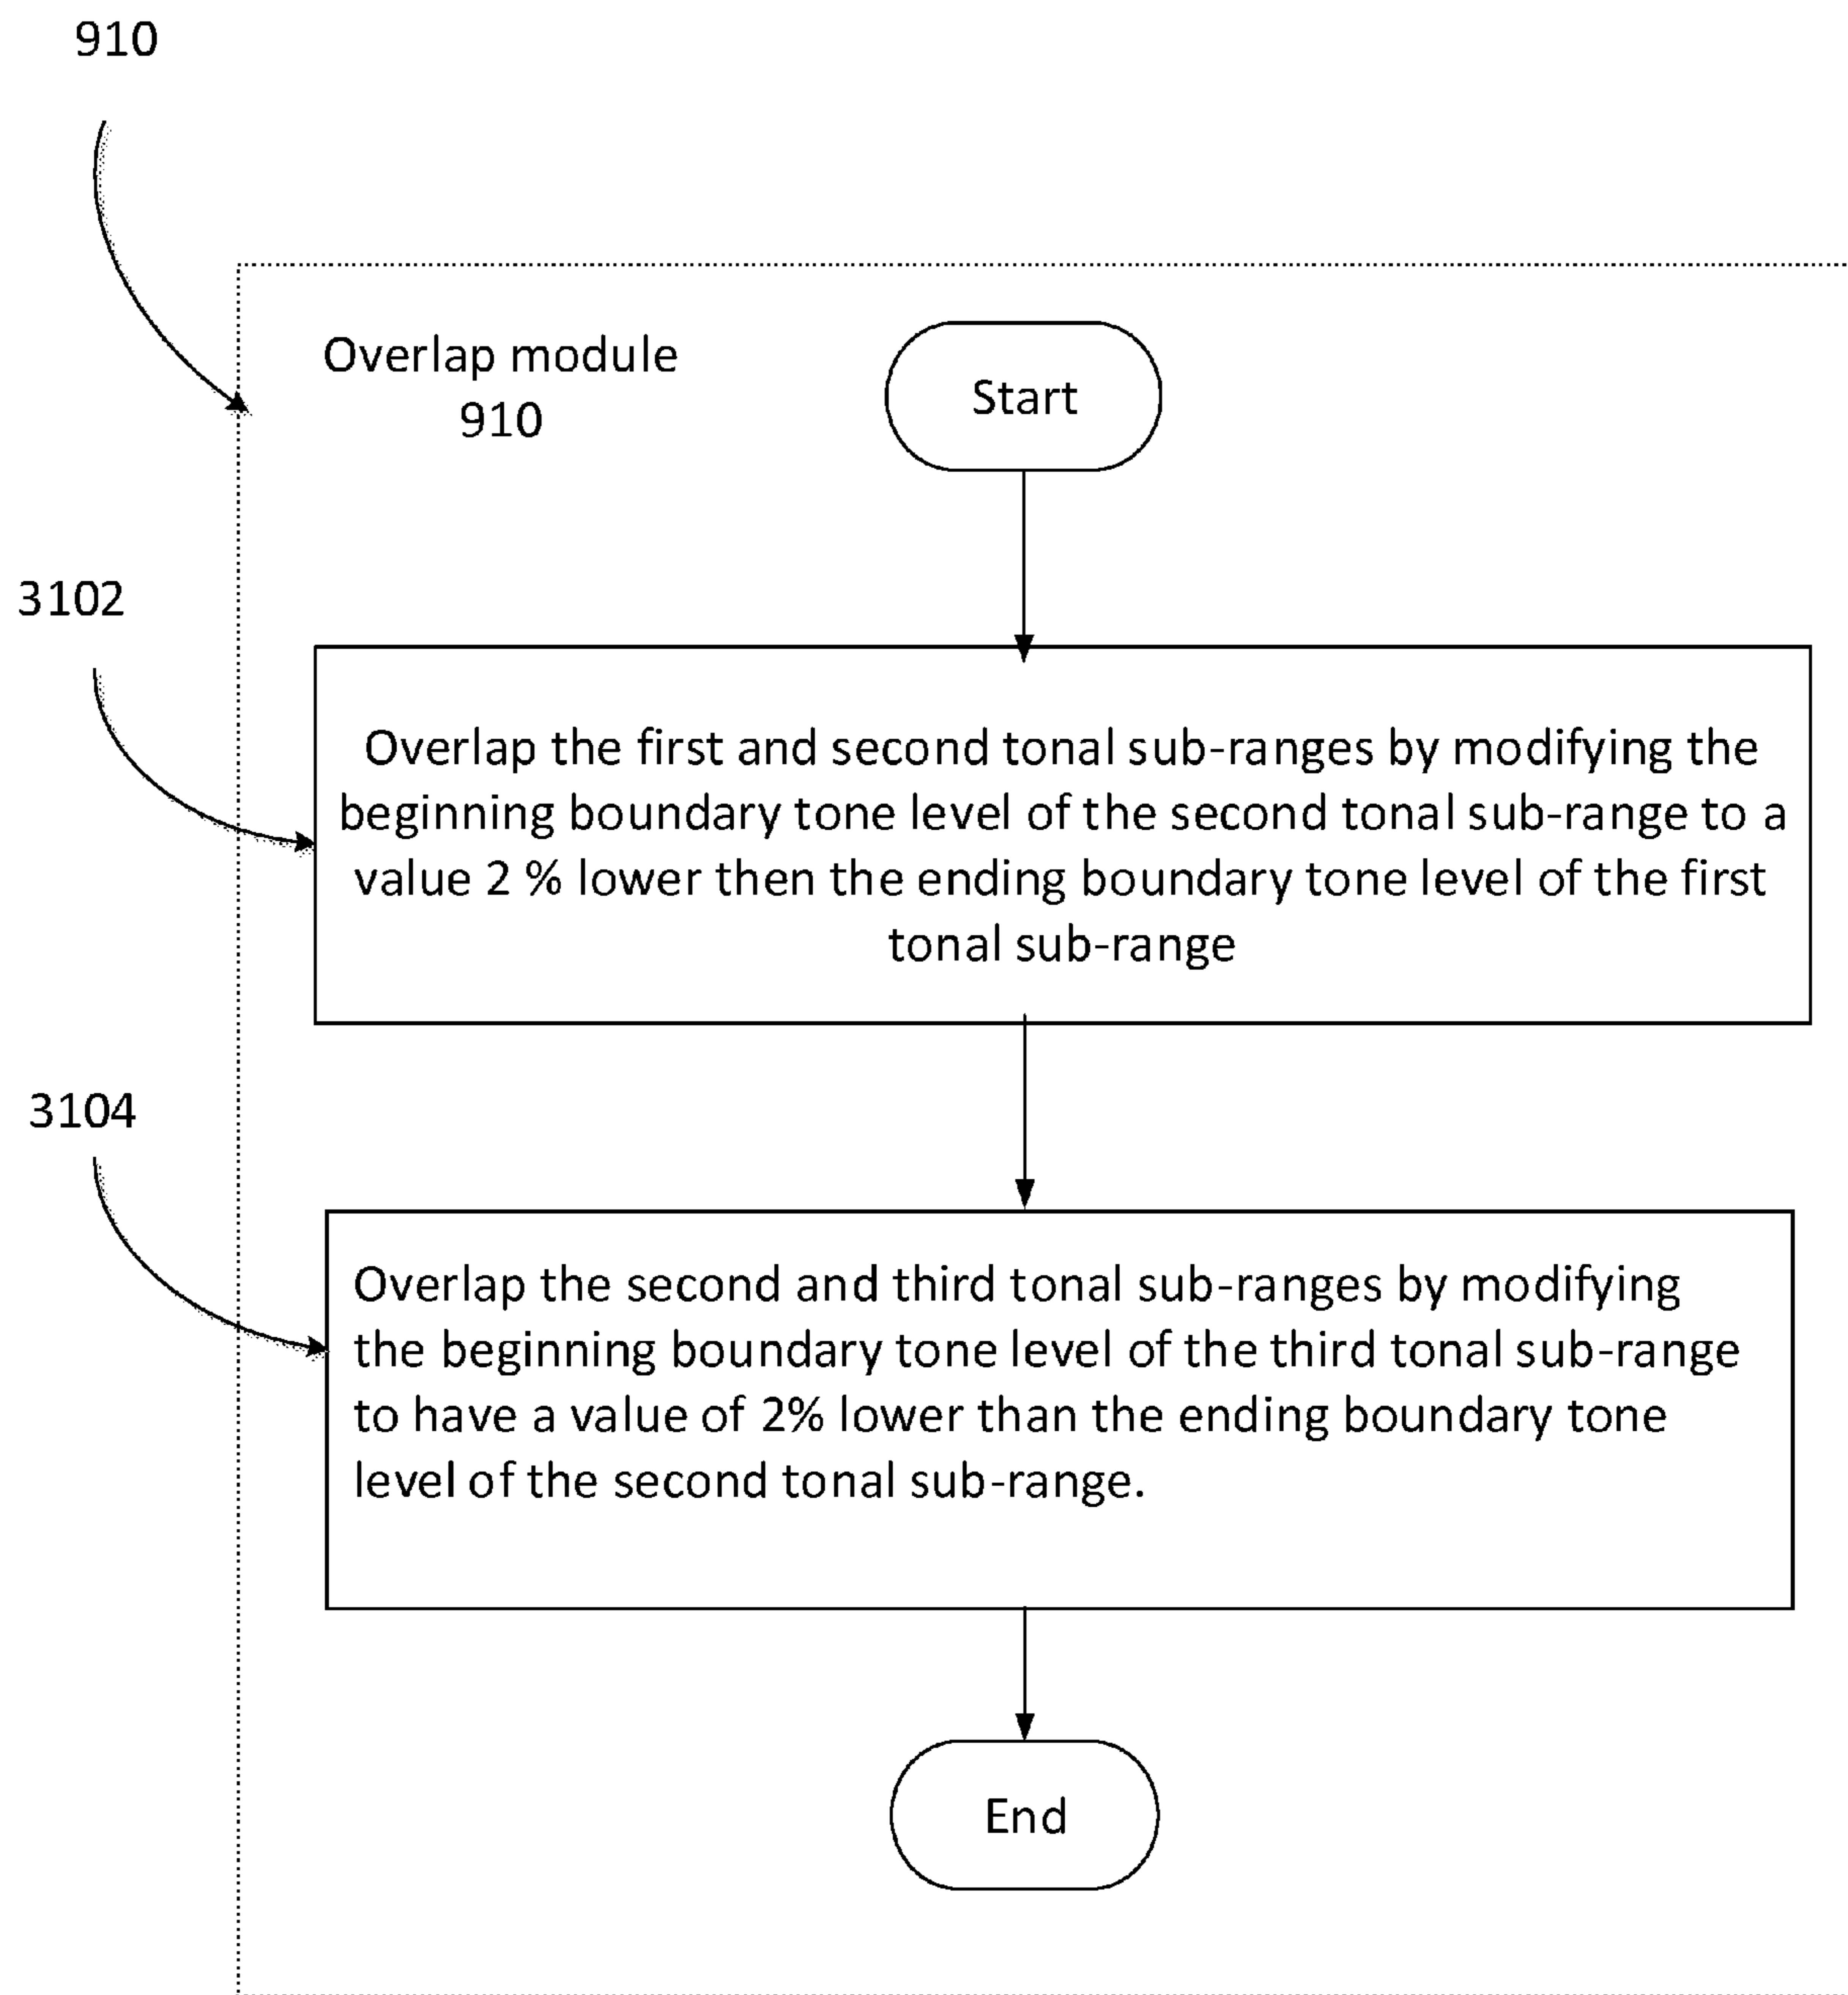 910
Overlap module
910
Start
3102
Overlap the first and second tonal sub-ranges by modifying the
beginning boundary tone level of the second tonal sub-range to a
value 2 % lower then the ending boundary tone level of the first
tonal sub-range
3104
Overlap the second and third tonal sub-ranges by modifying
the beginning boundary tone level of the third tonal sub-range
to have a value of 2% lower than the ending boundary tone
level of the second tonal sub-range.
End